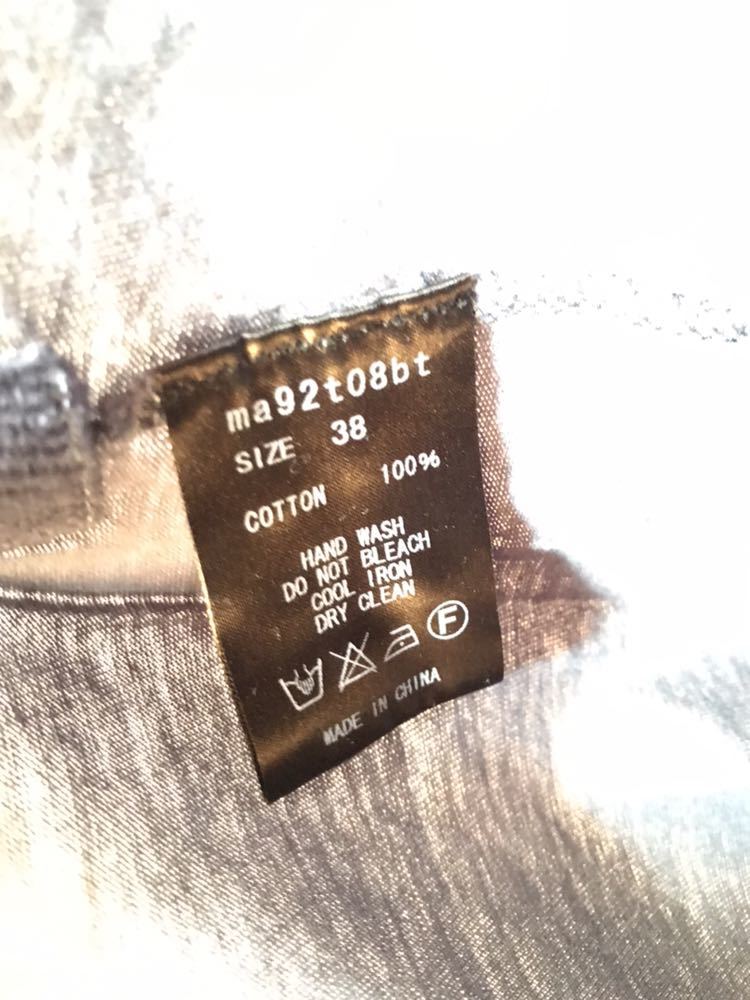 ma92t08bt
SIZE 38
COTTON 100%
HAND WASH
DO NOT BLEACH
COOL IRON
DRY CLEAN
F
MADE IN CHINA